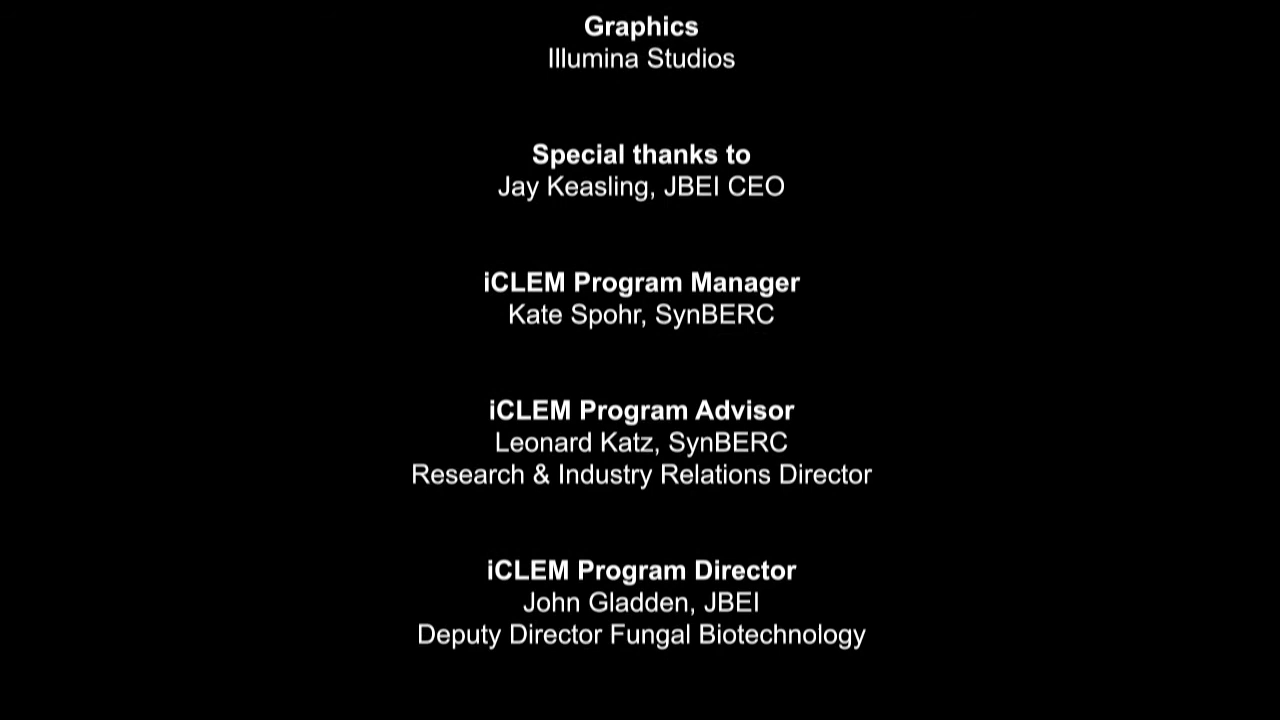 Graphics
Illumina Studios
Special thanks to
Jay Keasling, JBEI CEO
iCLEM Program Manager
Kate Spohr, SynBERC
iCLEM Program Advisor
Leonard Katz, SynBERC
Research & Industry Relations Director
iCLEM Program Director
John Gladden, JBEI
Deputy Director Fungal Biotechnology